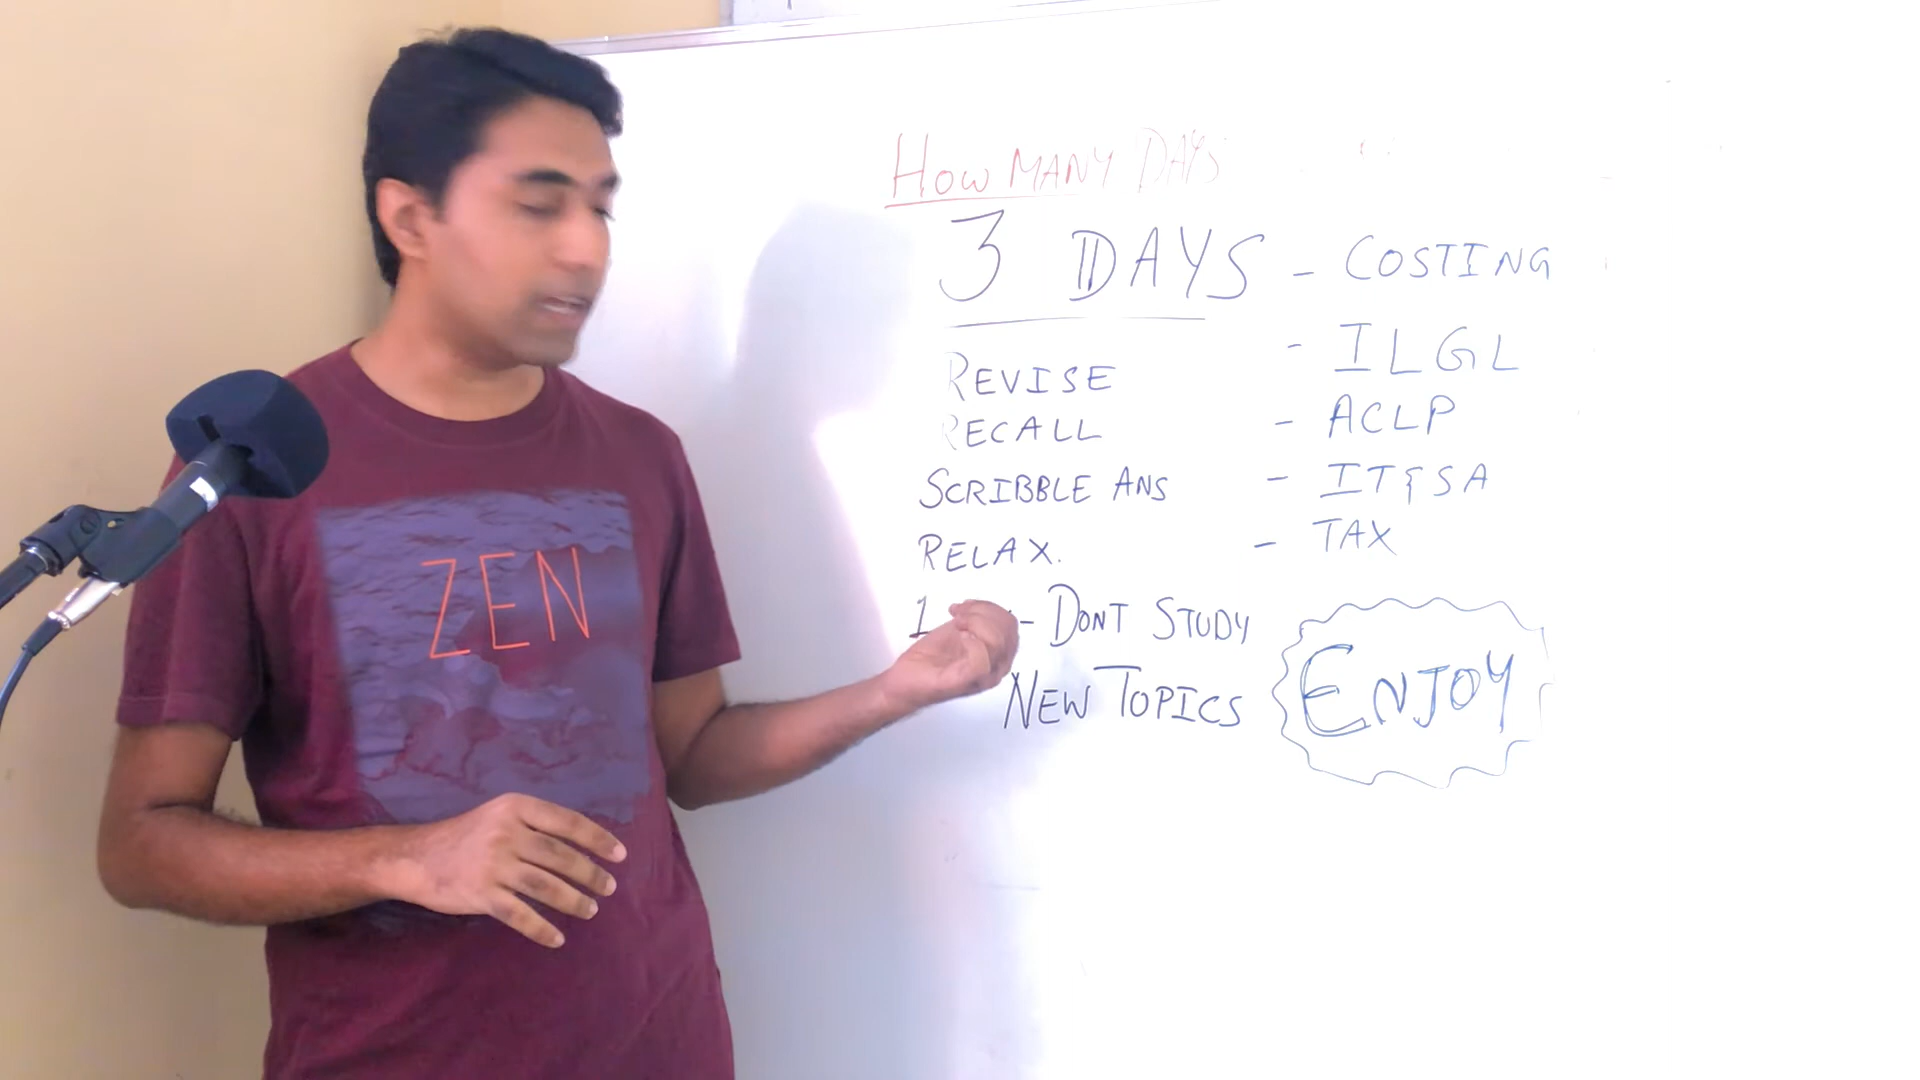 How MANY DAYS
3 DAYS - COSTING
- ILGL
REVISE
- ACLP
RECALL
SCRIBBLE ANS - IT & SA
RELAX. - TAX
1 - DONT STUDY
NEW TOPICS
ENJOY
ZEN